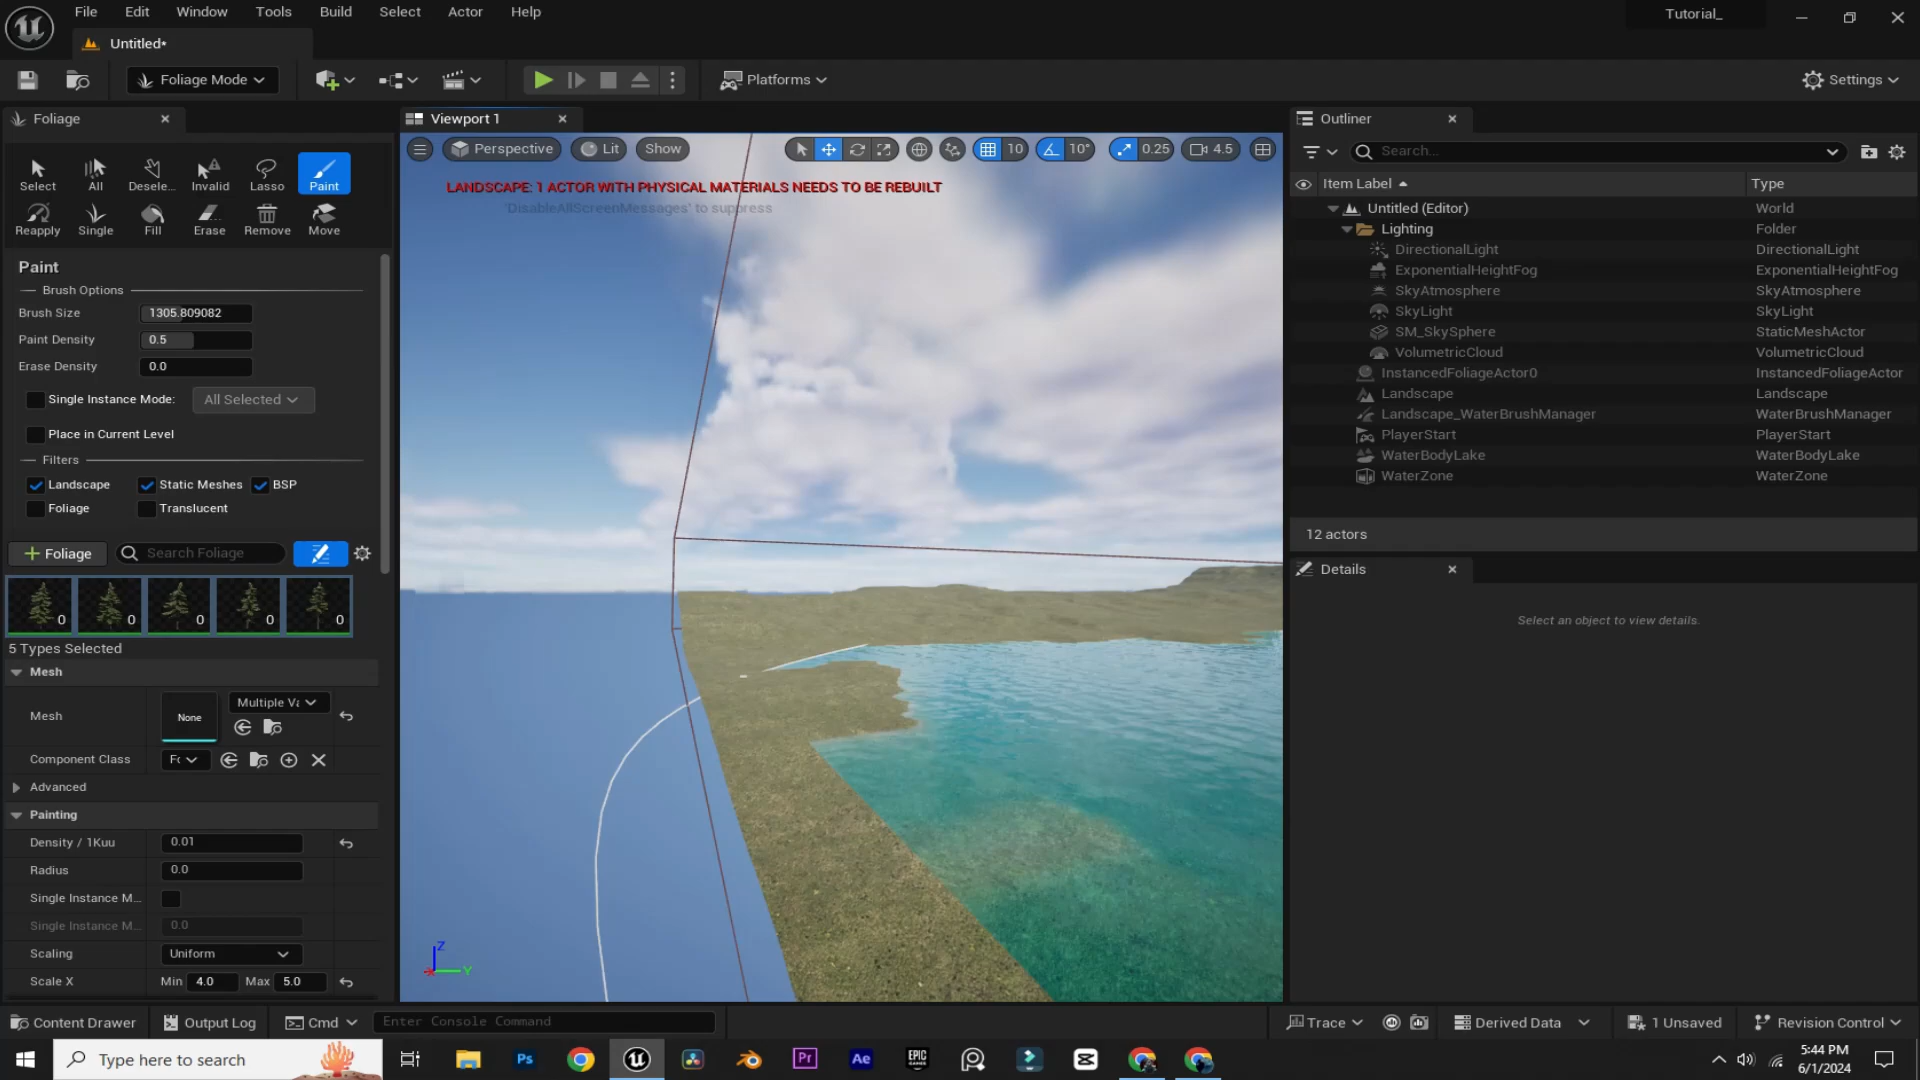 File Edit Window Tools Build Select Actor Help
Tutorial_
Untitled*
Foliage Mode
Platforms
Settings
Foliage
Viewport 1
Outliner
Perspective Lit Show 10 10° 0.25 4.5
Search...
Select All Desele... Invalid Lasso Paint
Reapply Single Fill Erase Remove Move
LANDSCAPE: 1 ACTOR WITH PHYSICAL MATERIALS NEEDS TO BE REBUILT
'DisableAllScreenMessages' to suppress
Item Label Type
Untitled (Editor) World
Lighting Folder
DirectionalLight DirectionalLight
ExponentialHeightFog ExponentialHeightFog
SkyAtmosphere SkyAtmosphere
SkyLight SkyLight
SM_SkySphere StaticMeshActor
VolumetricCloud VolumetricCloud
InstancedFoliageActor0 InstancedFoliageActor
Landscape Landscape
Landscape_WaterBrushManager WaterBrushManager
PlayerStart PlayerStart
WaterBodyLake WaterBodyLake
WaterZone WaterZone
12 actors
Details
Select an object to view details.
Paint
Brush Options
Brush Size 1305.809082
Paint Density 0.5
Erase Density 0.0
Single Instance Mode: All Selected
Place in Current Level
Filters
Landscape Static Meshes BSP
Foliage Translucent
+ Foliage Search Foliage
0 0 0 0 0
5 Types Selected
Mesh
Mesh None Multiple Va
Component Class Fo
Advanced
Painting
Density / 1Kuu 0.01
Radius 0.0
Single Instance M...
Single Instance M... 0.0
Scaling Uniform
Scale X Min 4.0 Max 5.0
Z
X Y
Content Drawer Output Log Cmd Enter Console Command Trace Derived Data 1 Unsaved Revision Control
Type here to search
Ps
Pr
Ae
EPIC GAMES
5:44 PM
6/1/2024